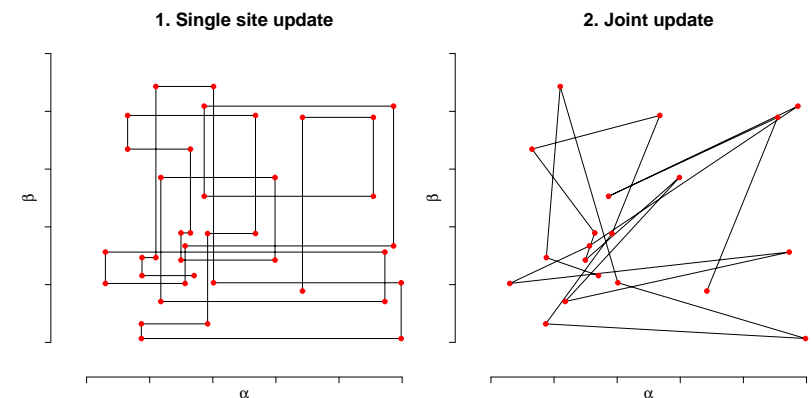 1. Single site update
2. Joint update
β
β
α
α